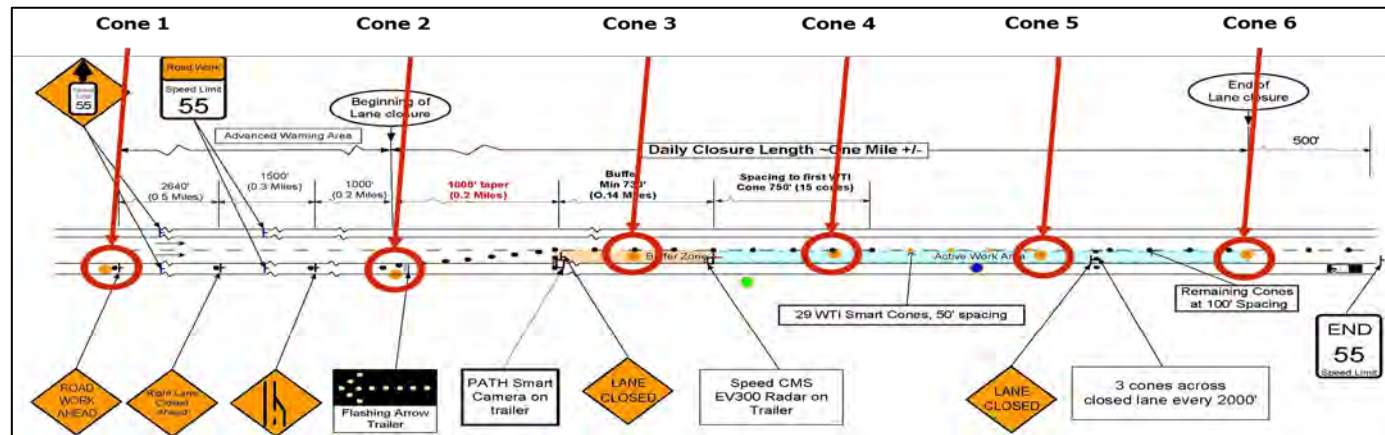 Cone 1
Cone 2
Cone 3
Cone 4
Cone 5
Cone 6
55
Road Work
Speed Limit
55
Beginning of
Lane closure
End of
Lane closure
Advanced Warning Area
Daily Closure Length ~One Mile +/-
500'
2640'
(0.5 Miles)
1500'
(0.3 Miles)
1000'
(0.2 Miles)
1000' taper
(0.2 Miles)
Buffer
Min 730'
(0.14 Miles)
Spacing to first WTI
Cone 750' (15 cones)
Buffer Zone
Active Work Area
29 WTI Smart Cones, 50' spacing
Remaining Cones
at 100' Spacing
END
55
Speed Limit
ROAD
WORK
AHEAD
Right Lane
Closed
Ahead
Flashing Arrow
Trailer
PATH Smart
Camera on
trailer
LANE
CLOSED
Speed CMS
EV300 Radar on
Trailer
LANE
CLOSED
3 cones across
closed lane every 2000'